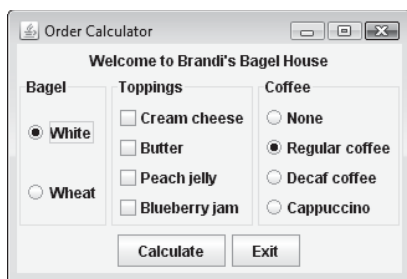 Order Calculator
Welcome to Brandi's Bagel House
Bagel
White
Wheat
Toppings
Cream cheese
Butter
Peach jelly
Blueberry jam
Coffee
None
Regular coffee
Decaf coffee
Cappuccino
Calculate
Exit